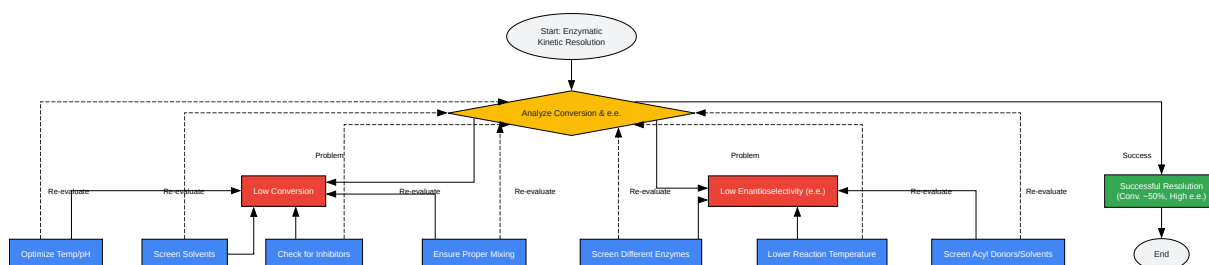 Start: Enzymatic
Kinetic Resolution
Analyze Conversion & e.e.
Problem
Problem
Success
Re-evaluate
Re-evaluate
Low Conversion
Re-evaluate
Re-evaluate
Re-evaluate
Low Enantioselectivity (e.e.)
Re-evaluate
Re-evaluate
Successful Resolution
(Conv. ~50%, High e.e.)
Optimize Temp/pH
Screen Solvents
Check for Inhibitors
Ensure Proper Mixing
Screen Different Enzymes
Lower Reaction Temperature
Screen Acyl Donors/Solvents
End